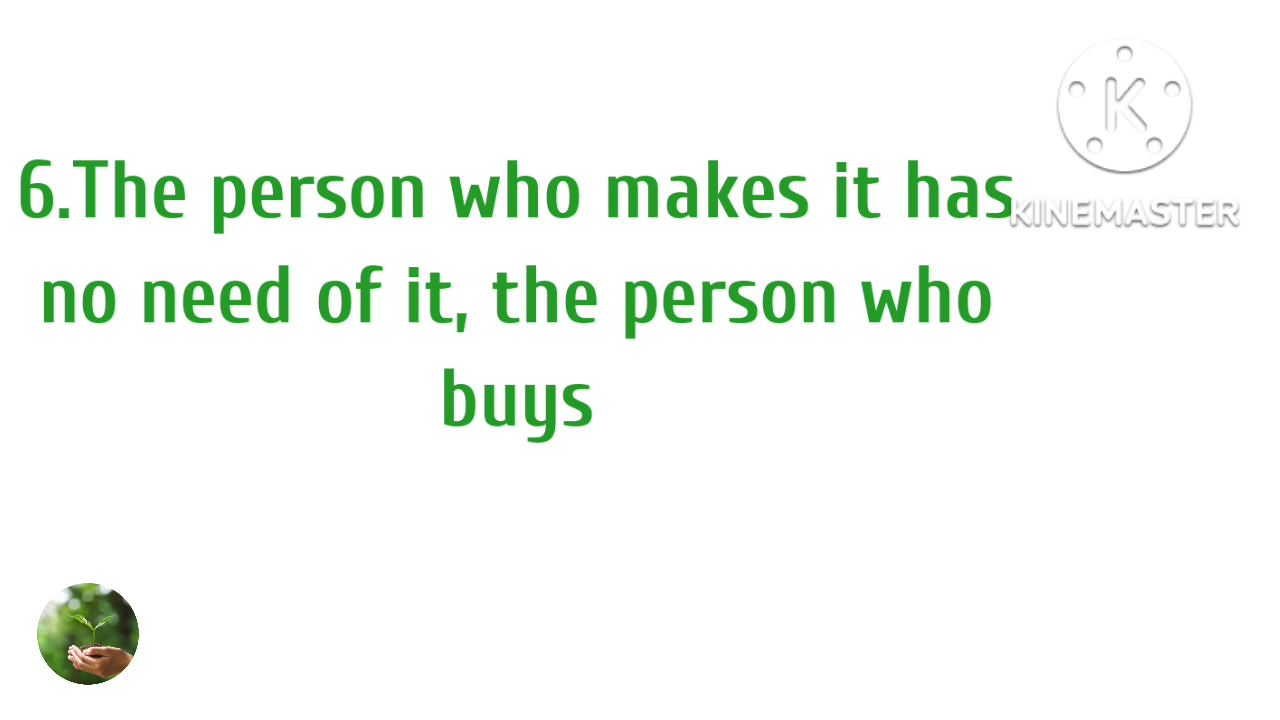 6.The person who makes it has
no need of it, the person who
buys
K
KINEMASTER